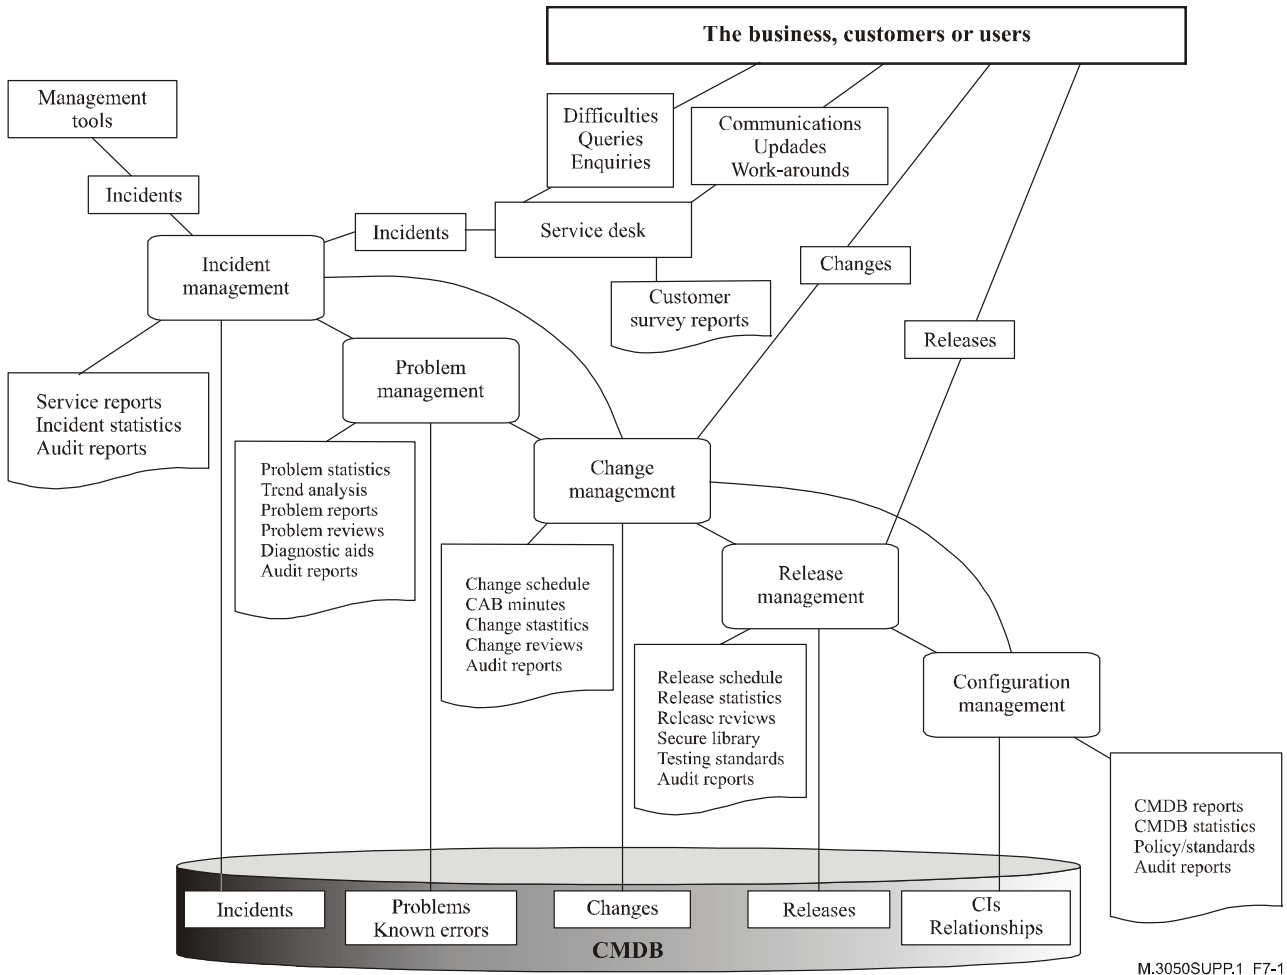 The business, customers or users
Management
tools
Difficulties
Queries
Enquiries
Communications
Updades
Work-arounds
Incidents
Incidents
Service desk
Incident
management
Changes
Customer
survey reports
Releases
Problem
management
Service reports
Incident statistics
Audit reports
Change
management
Problem statistics
Trend analysis
Problem reports
Problem reviews
Diagnostic aids
Audit reports
Release
management
Change schedule
CAB minutes
Change stastitics
Change reviews
Audit reports
Configuration
management
Release schedule
Release statistics
Release reviews
Secure library
Testing standards
Audit reports
CMDB reports
CMDB statistics
Policy/standards
Audit reports
Incidents
Problems
Known errors
Changes
Releases
CIs
Relationships
CMDB
M.3050SUPP.1 F7-1